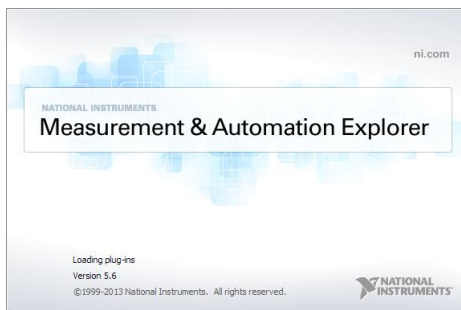 ni.com
NATIONAL INSTRUMENTS
Measurement & Automation Explorer
Loading plug-ins
Version 5.6
©1999-2013 National Instruments. All rights reserved.
NATIONAL
INSTRUMENTS